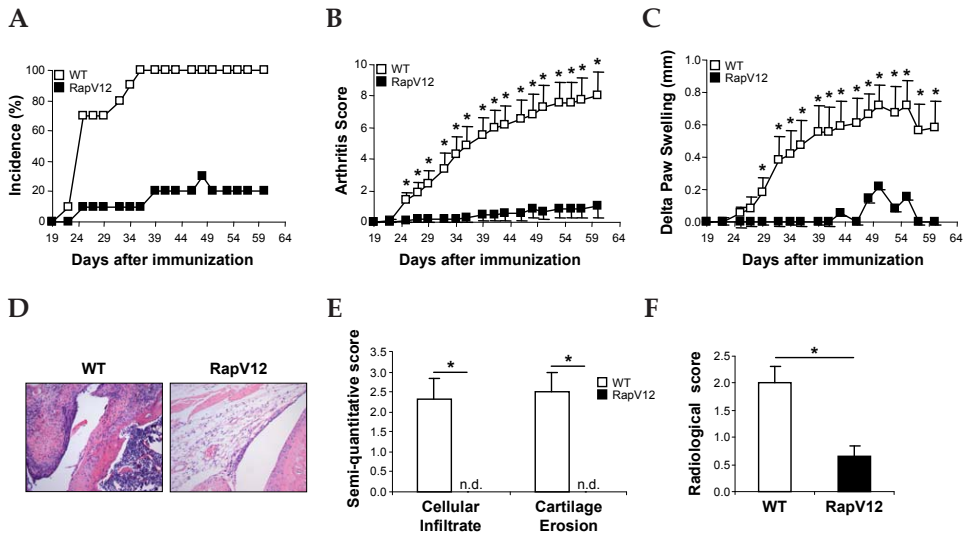 A
WT
RapV12
Incidence (%)
100
80
60
40
20
0
19 24 29 34 39 44 49 54 59 64
Days after immunization
B
WT
RapV12
Arthritis Score
10
8
6
4
2
0
* * * * * * * * * * * * * * * *
19 24 29 34 39 44 49 54 59 64
Days after immunization
C
WT
RapV12
Delta Paw Swelling (mm)
1.0
0.8
0.6
0.4
0.2
0.0
* * * * * * * * * * * * *
19 24 29 34 39 44 49 54 59 64
Days after immunization
D
WT RapV12
E
Semi-quantitative score
3.5
3.0
2.5
2.0
1.5
1.0
0.5
0.0
* *
WT
RapV12
n.d. n.d.
Cellular Infiltrate
Cartilage Erosion
F
Radiological score
2.5
2.0
1.5
1.0
0.5
0.0
*
WT RapV12